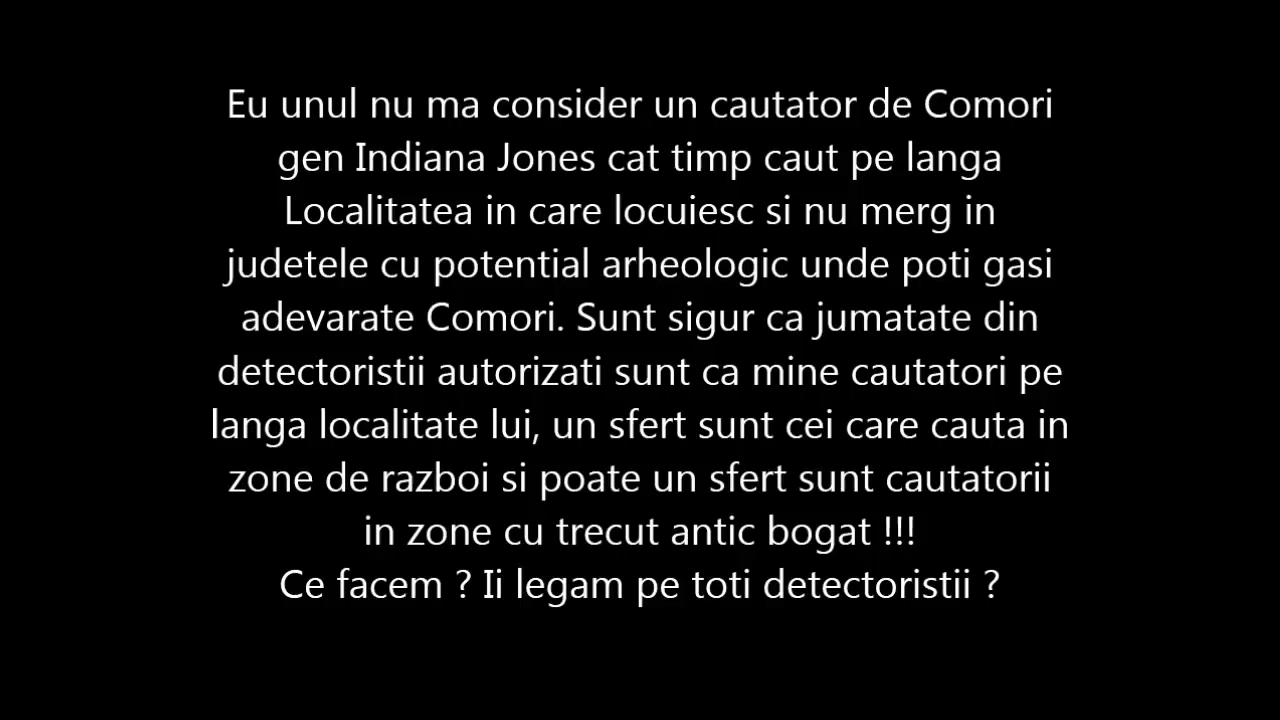 Eu unul nu ma consider un cautator de Comori
gen Indiana Jones cat timp caut pe langa
Localitatea in care locuiesc si nu merg in
judetele cu potential arheologic unde poti gasi
adevarate Comori. Sunt sigur ca jumatate din
detectoristii autorizati sunt ca mine cautatori pe
langa localitate lui, un sfert sunt cei care cauta in
zone de razboi si poate un sfert sunt cautatorii
in zone cu trecut antic bogat !!!
Ce facem ? Ii legam pe toti detectoristii ?